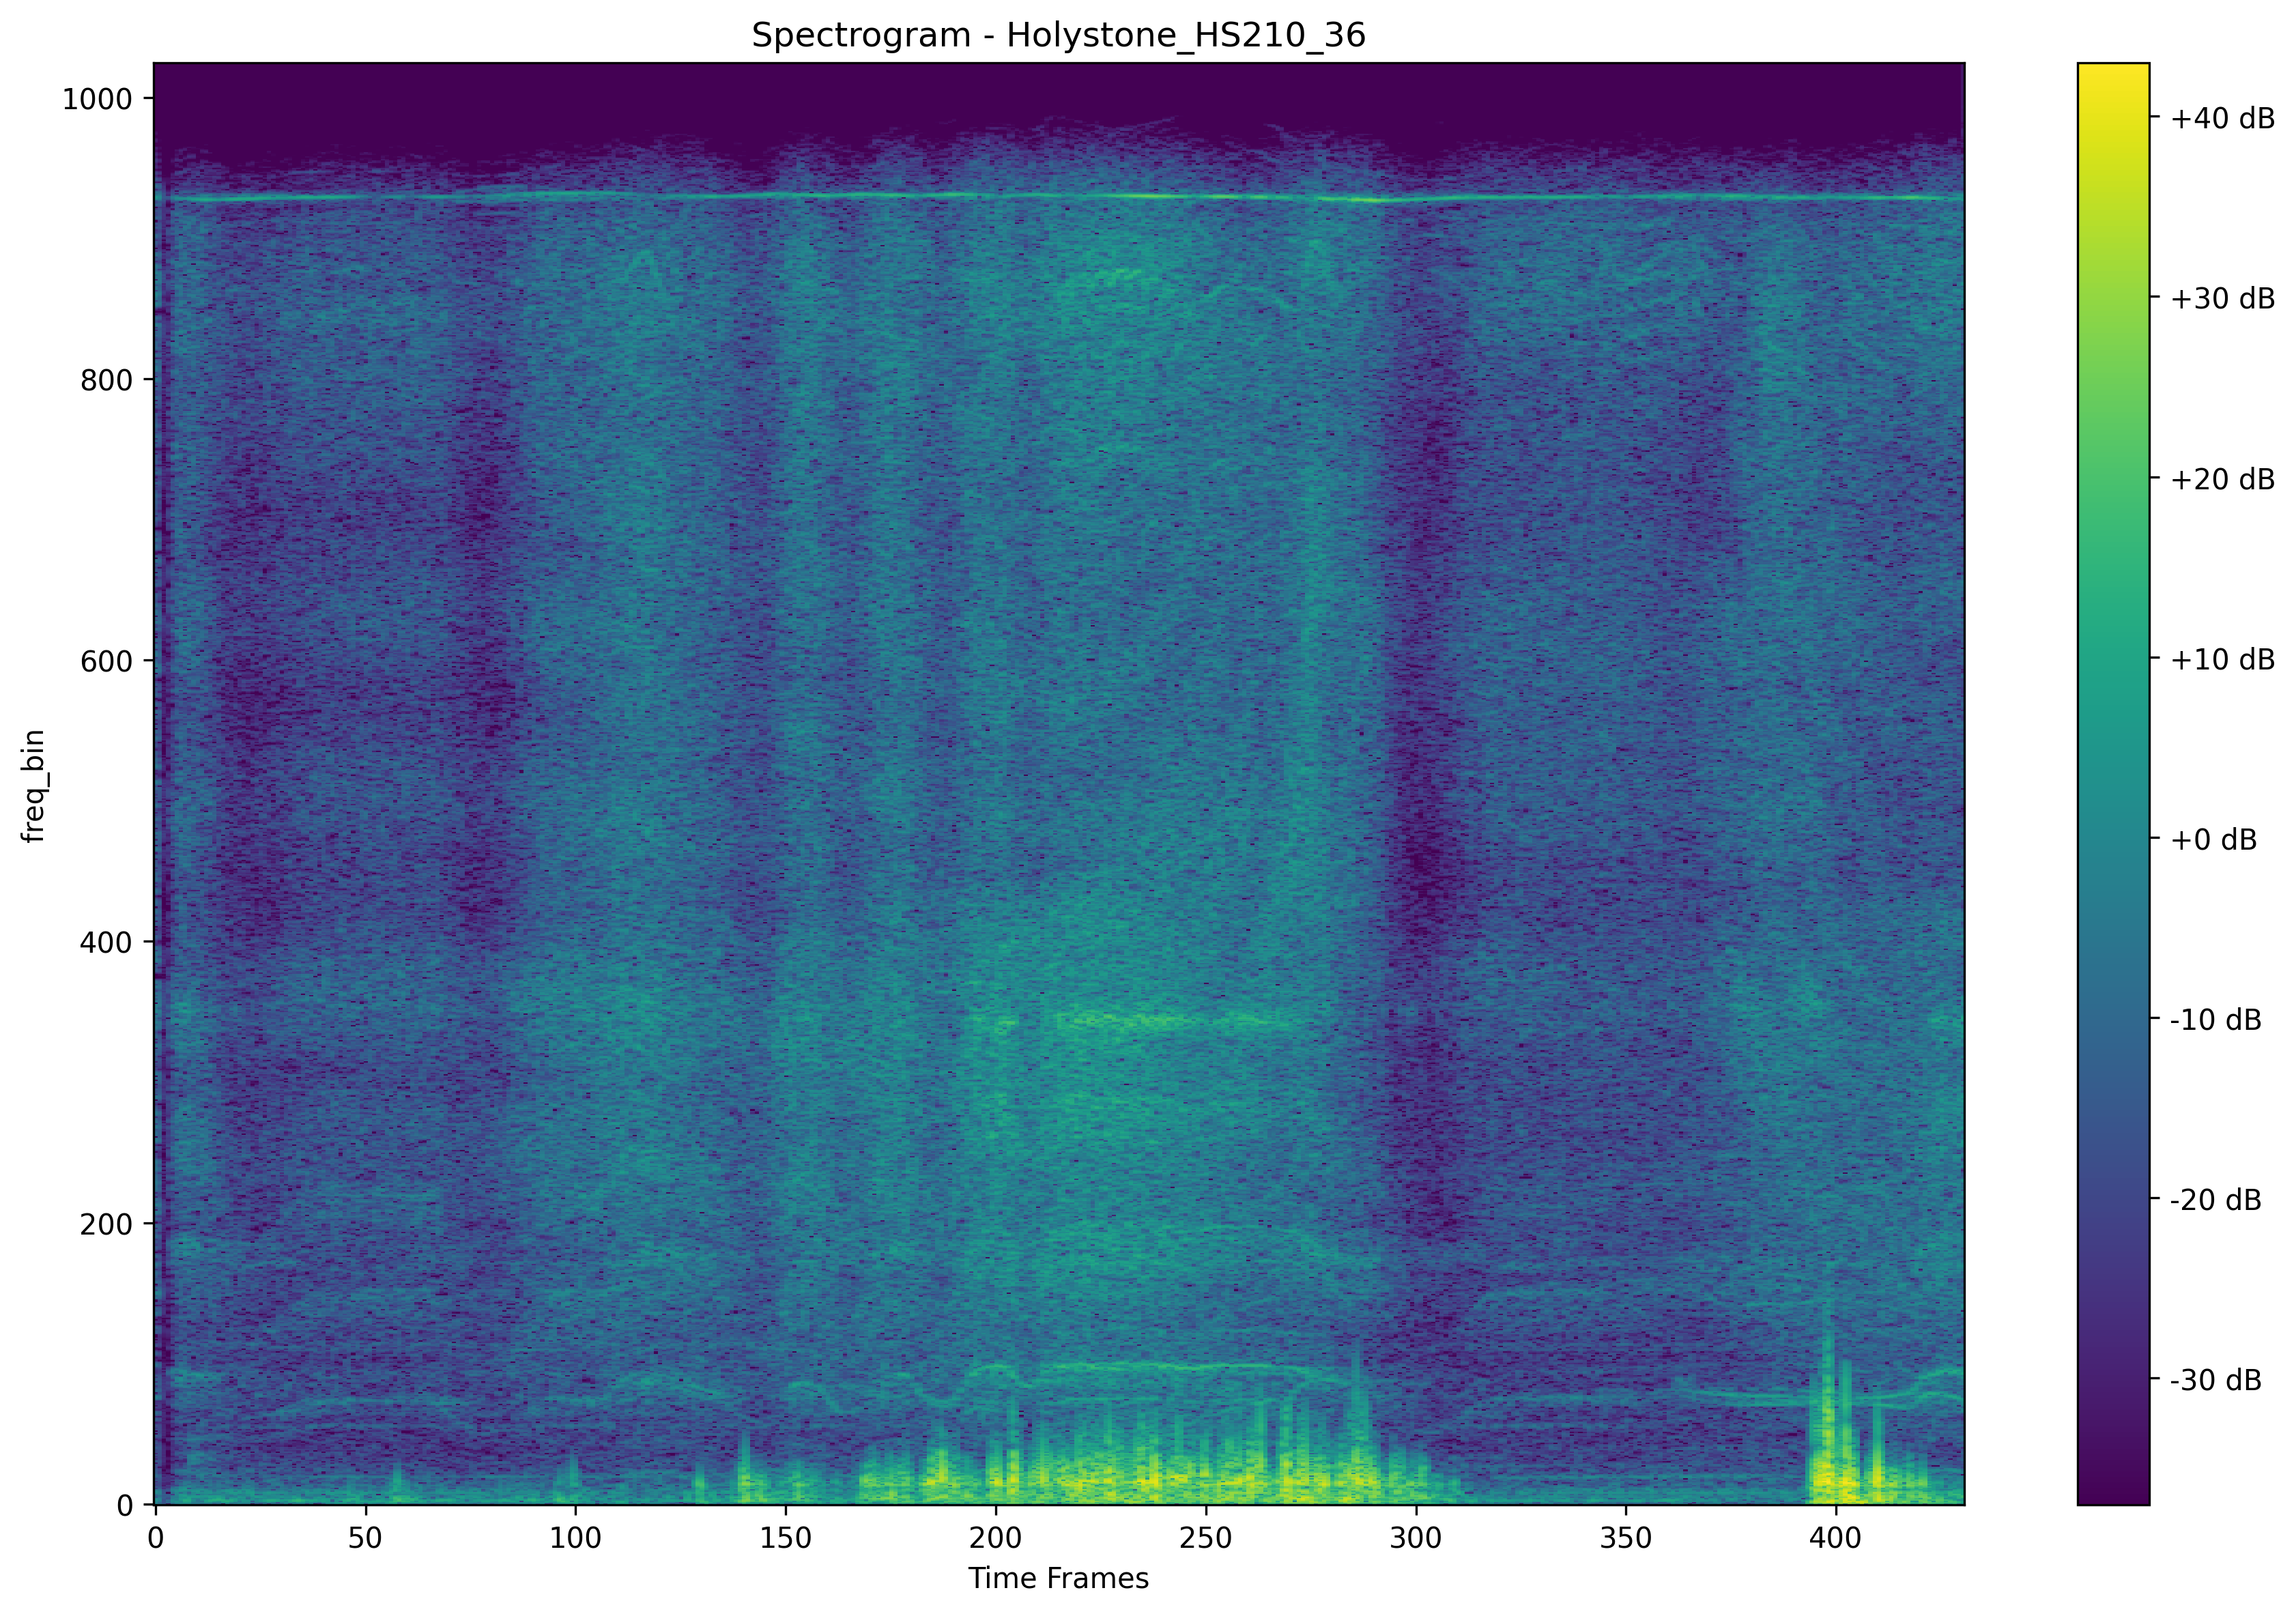 Spectrogram - Holystone_HS210_36
freq_bin
1000
800
600
400
200
0
0
50
100
150
200
250
300
350
400
Time Frames
+40 dB
+30 dB
+20 dB
+10 dB
+0 dB
-10 dB
-20 dB
-30 dB